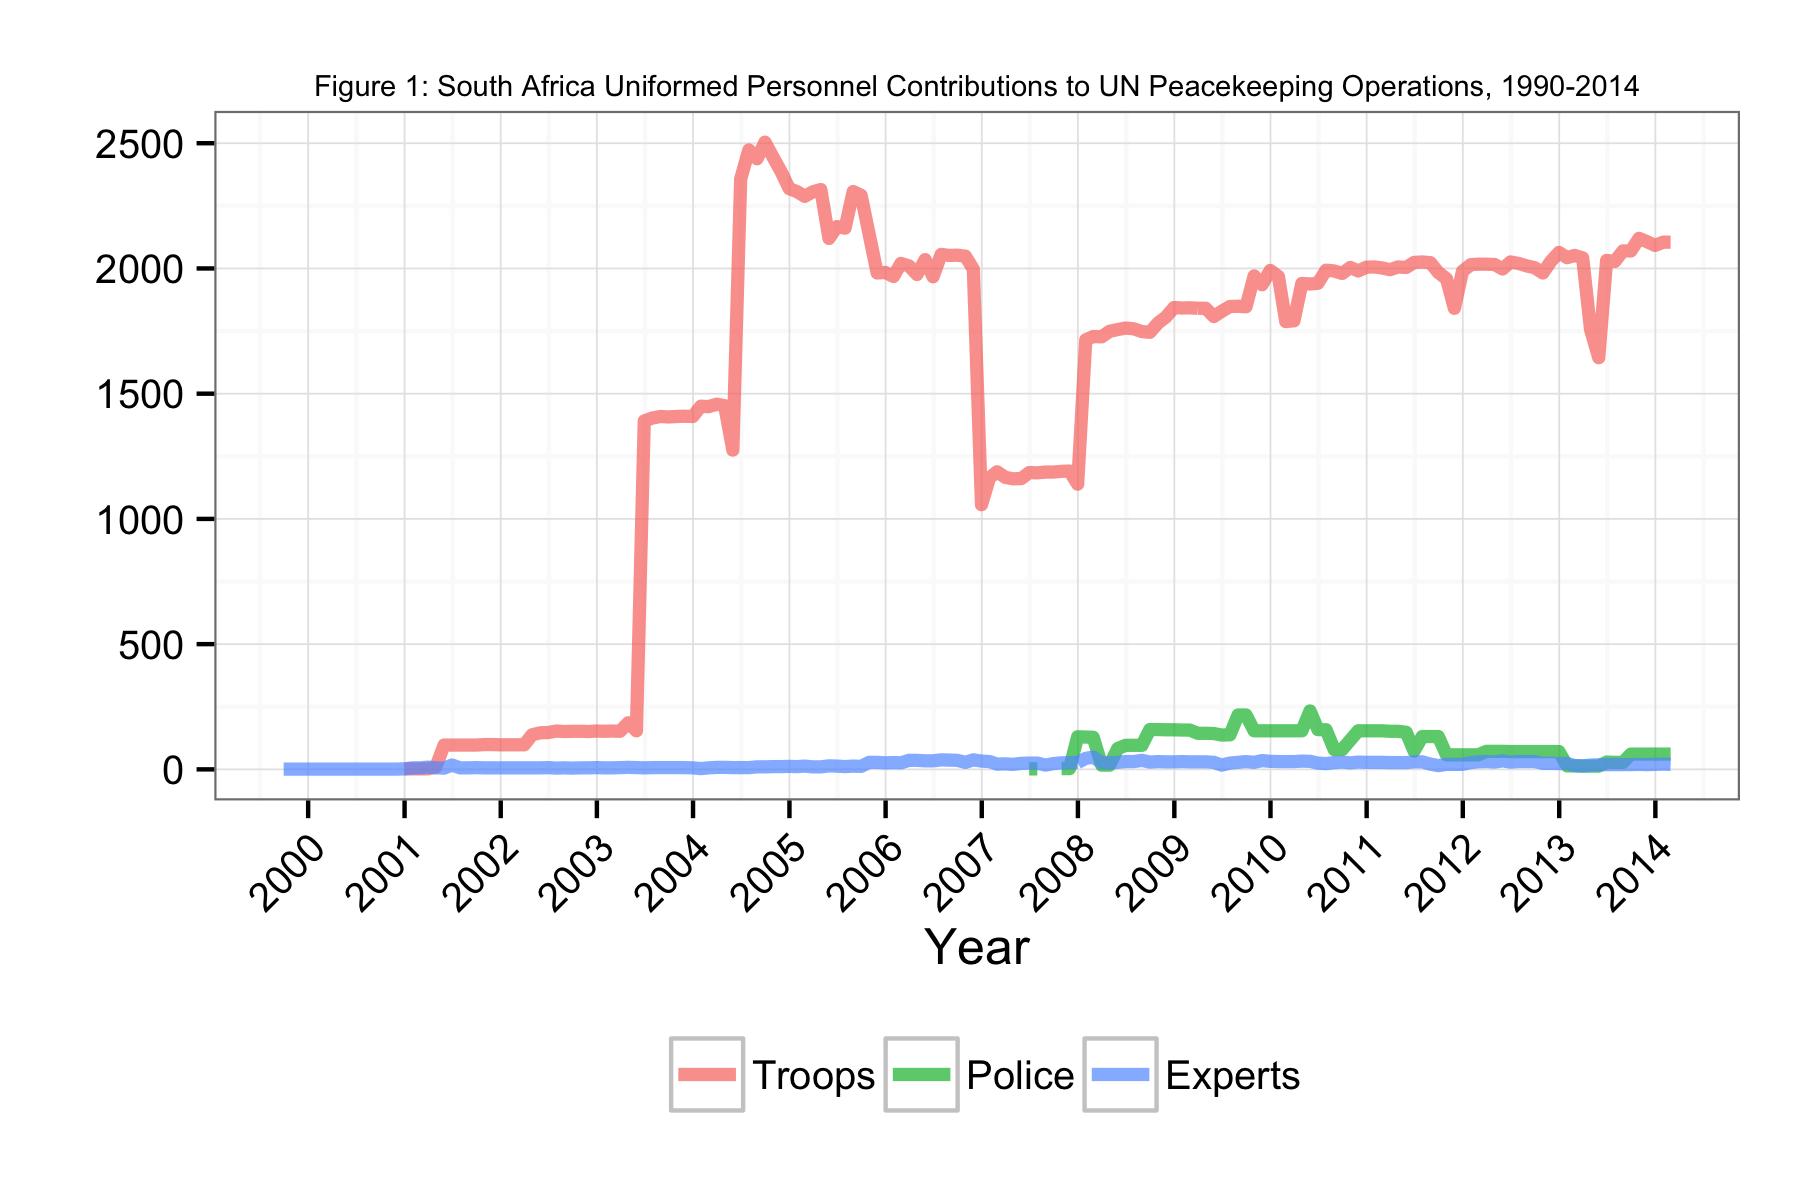 Figure 1: South Africa Uniformed Personnel Contributions to UN Peacekeeping Operations, 1990-2014
2500
2000
1500
1000
500
0
2000 2001 2002 2003 2004 2005 2006 2007 2008 2009 2010 2011 2012 2013 2014
Year
Troops Police Experts